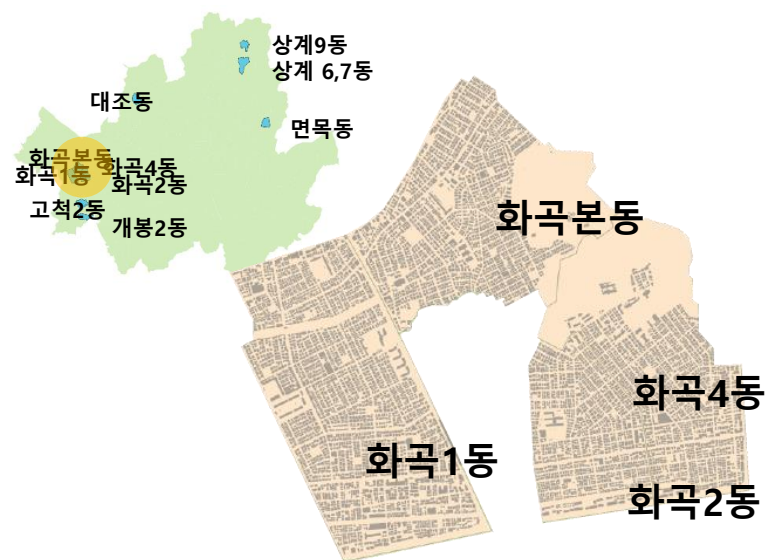 상계9동
상계 6,7동
대조동
면목동
화곡본동
화곡4동
화곡1동
화곡2동
고척2동
개봉2동
화곡본동
화곡4동
화곡1동
화곡2동